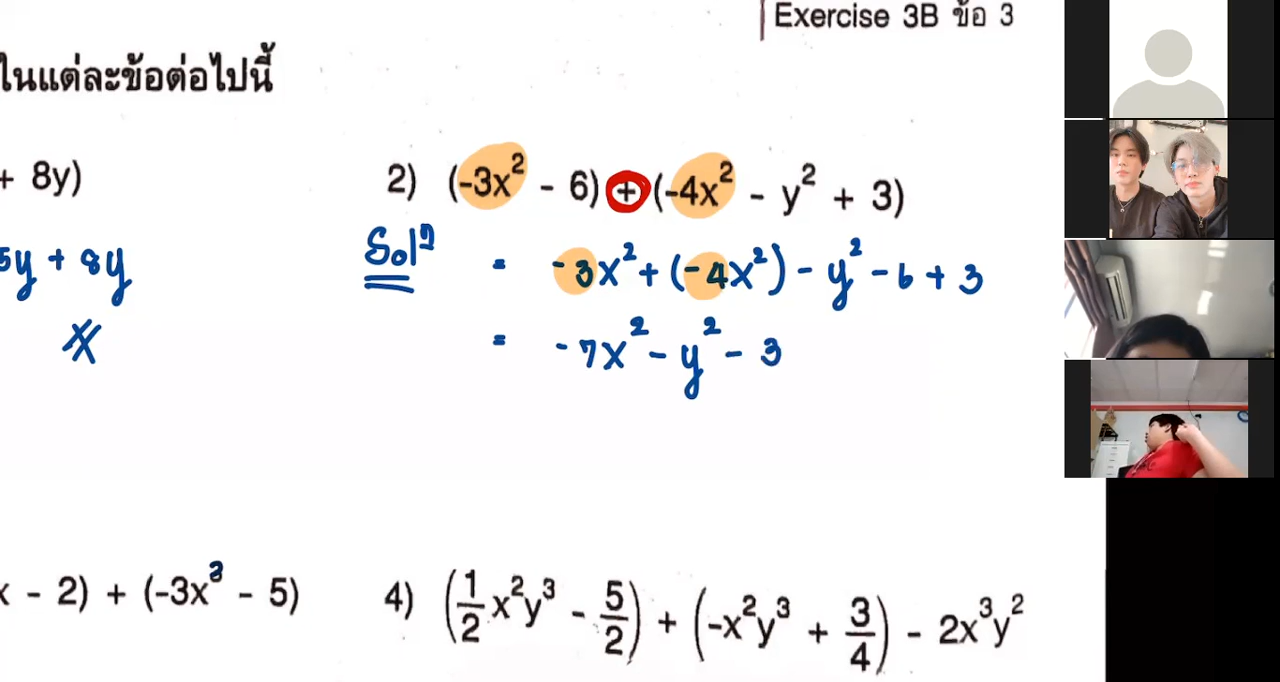 Exercise 3B ข้อ 3
ในแต่ละข้อต่อไปนี้
+ 8y)
2) (-3x² - 6) + (-4x² - y² + 3)
5y + 8y
Solⁿ = -3x² + (-4x²) - y² - 6 + 3
= -7x² - y² - 3
x - 2) + (-3x³ - 5)
4) (1/2 x²y³ - 5/2) + (-x²y³ + 3/4) - 2x³y²